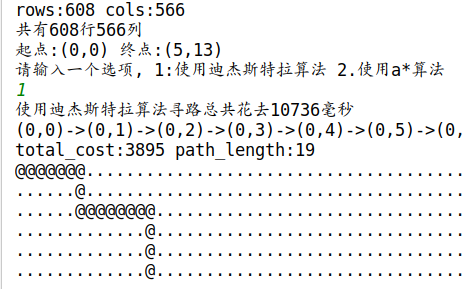 rows:608 cols:566
共有608行566列
起点:(0,0) 终点:(5,13)
请输入一个选项, 1:使用迪杰斯特拉算法 2.使用a*算法
1
使用迪杰斯特拉算法寻路总共花去10736毫秒
(0,0)->(0,1)->(0,2)->(0,3)->(0,4)->(0,5)->(0,
total_cost:3895 path_length:19
@@@@@@@......................................
......@......................................
......@@@@@@@@...............................
.............@...............................
.............@...............................
.............@...............................